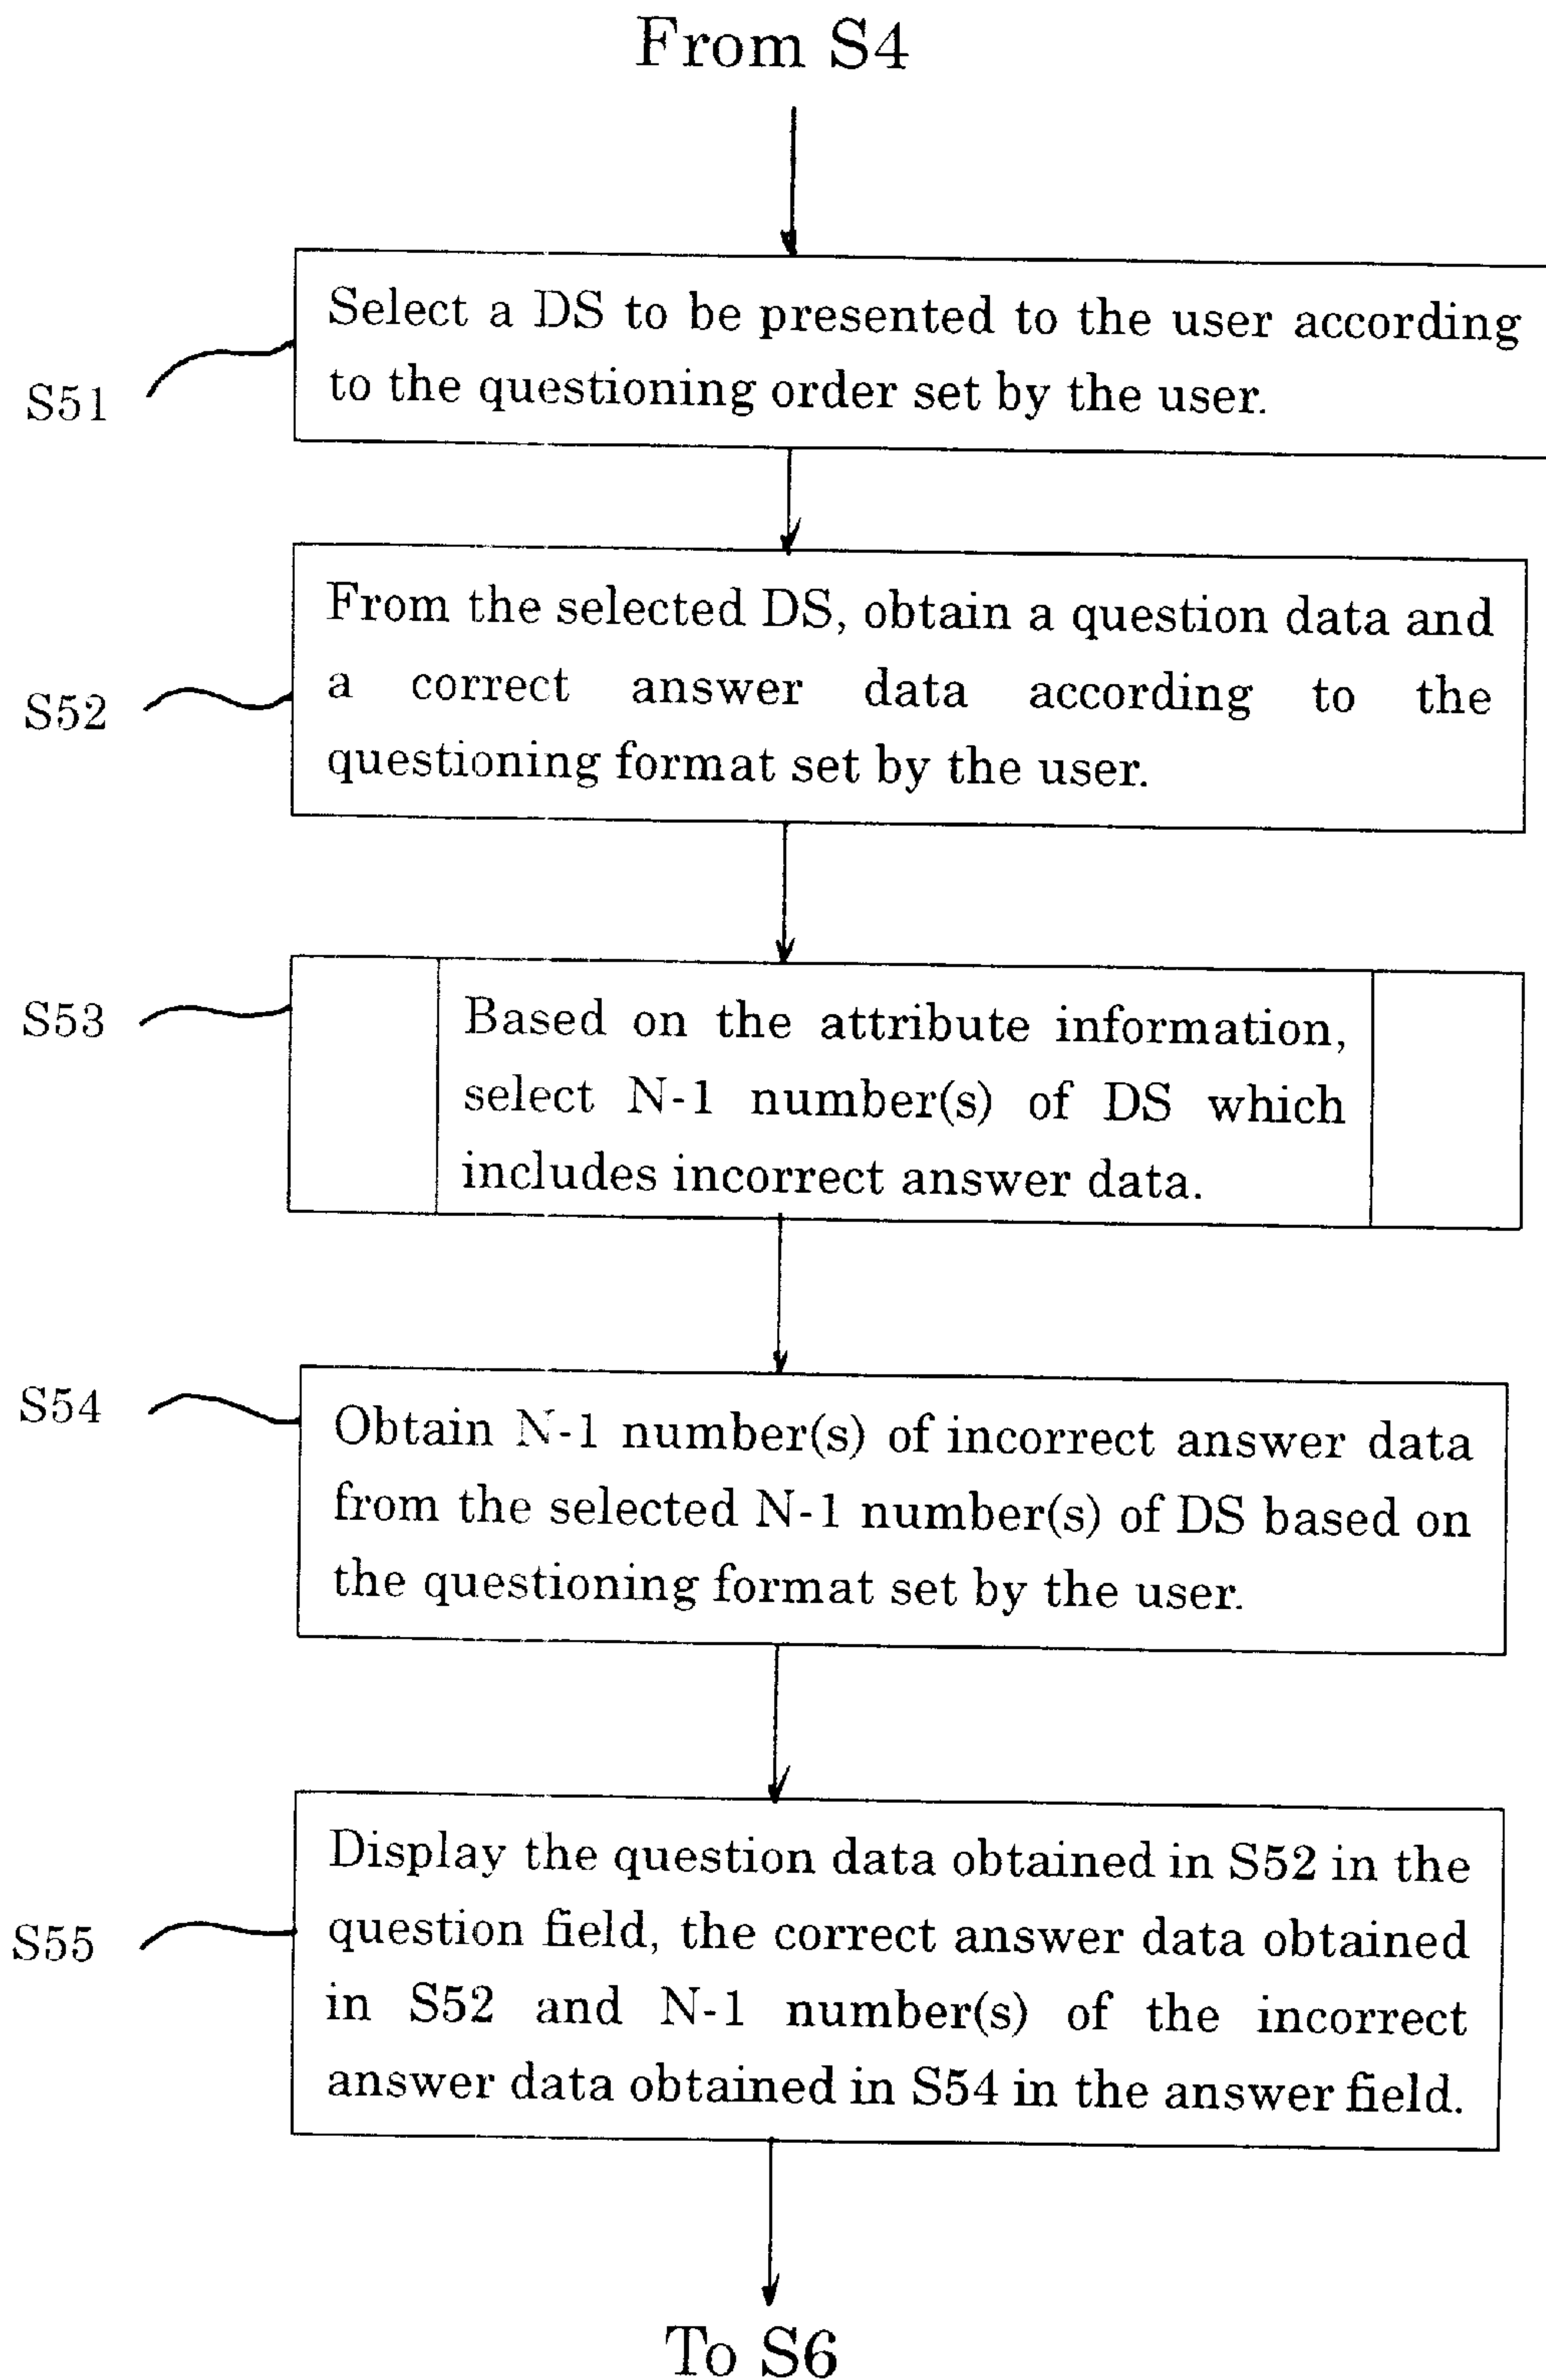 From S4
S51
Select a DS to be presented to the user according
to the questioning order set by the user.
S52
From the selected DS, obtain a question data and
a correct answer data according to the
questioning format set by the user.
S53
Based on the attribute information,
select N-1 number(s) of DS which
includes incorrect answer data.
S54
Obtain N-1 number(s) of incorrect answer data
from the selected N-1 number(s) of DS based on
the questioning format set by the user.
S55
Display the question data obtained in S52 in the
question field, the correct answer data obtained
in S52 and N-1 number(s) of the incorrect
answer data obtained in S54 in the answer field.
To S6